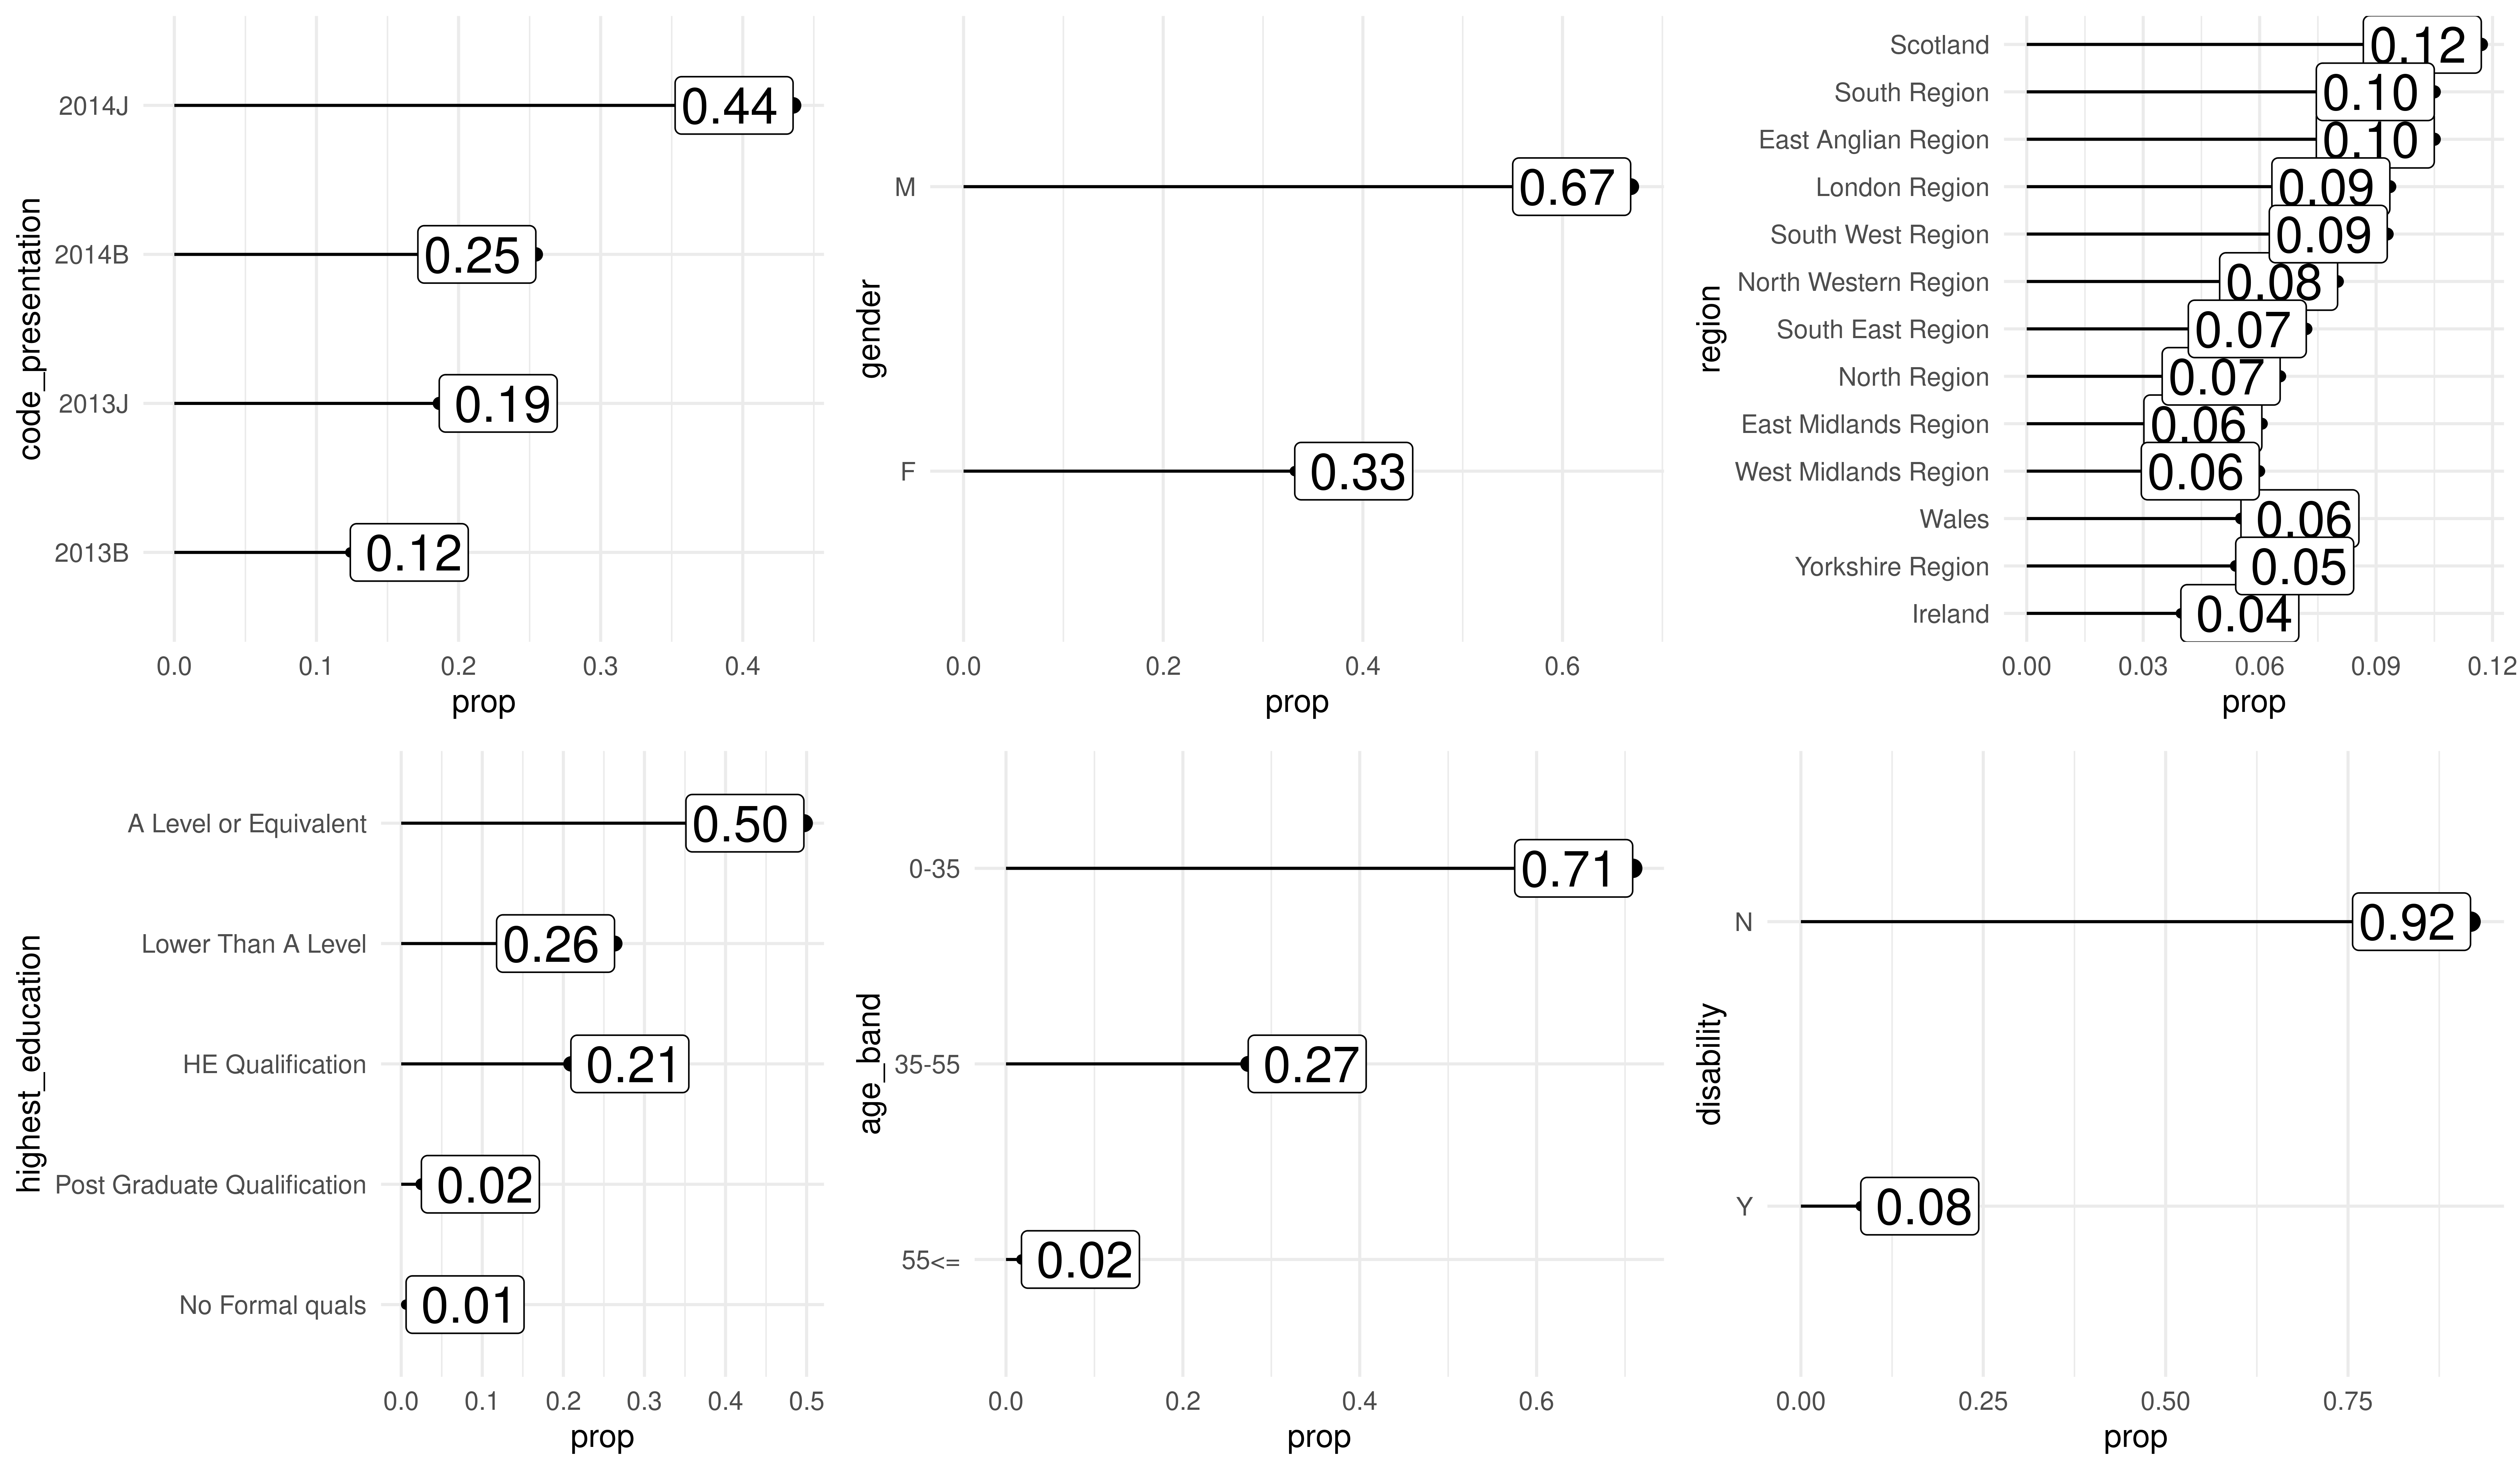 code_presentation
2014J
0.44
2014B
0.25
2013J
0.19
2013B
0.12
0.0 0.1 0.2 0.3 0.4
prop
gender
M
0.67
F
0.33
0.0 0.2 0.4 0.6
prop
region
Scotland
0.12
South Region
0.10
East Anglian Region
0.10
London Region
0.09
South West Region
0.09
North Western Region
0.08
South East Region
0.07
North Region
0.07
East Midlands Region
0.06
West Midlands Region
0.06
Wales
0.06
Yorkshire Region
0.05
Ireland
0.04
0.00 0.03 0.06 0.09 0.12
prop
highest_education
A Level or Equivalent
0.50
Lower Than A Level
0.26
HE Qualification
0.21
Post Graduate Qualification
0.02
No Formal quals
0.01
0.0 0.1 0.2 0.3 0.4 0.5
prop
age_band
0-35
0.71
35-55
0.27
55<=
0.02
0.0 0.2 0.4 0.6
prop
disability
N
0.92
Y
0.08
0.00 0.25 0.50 0.75
prop